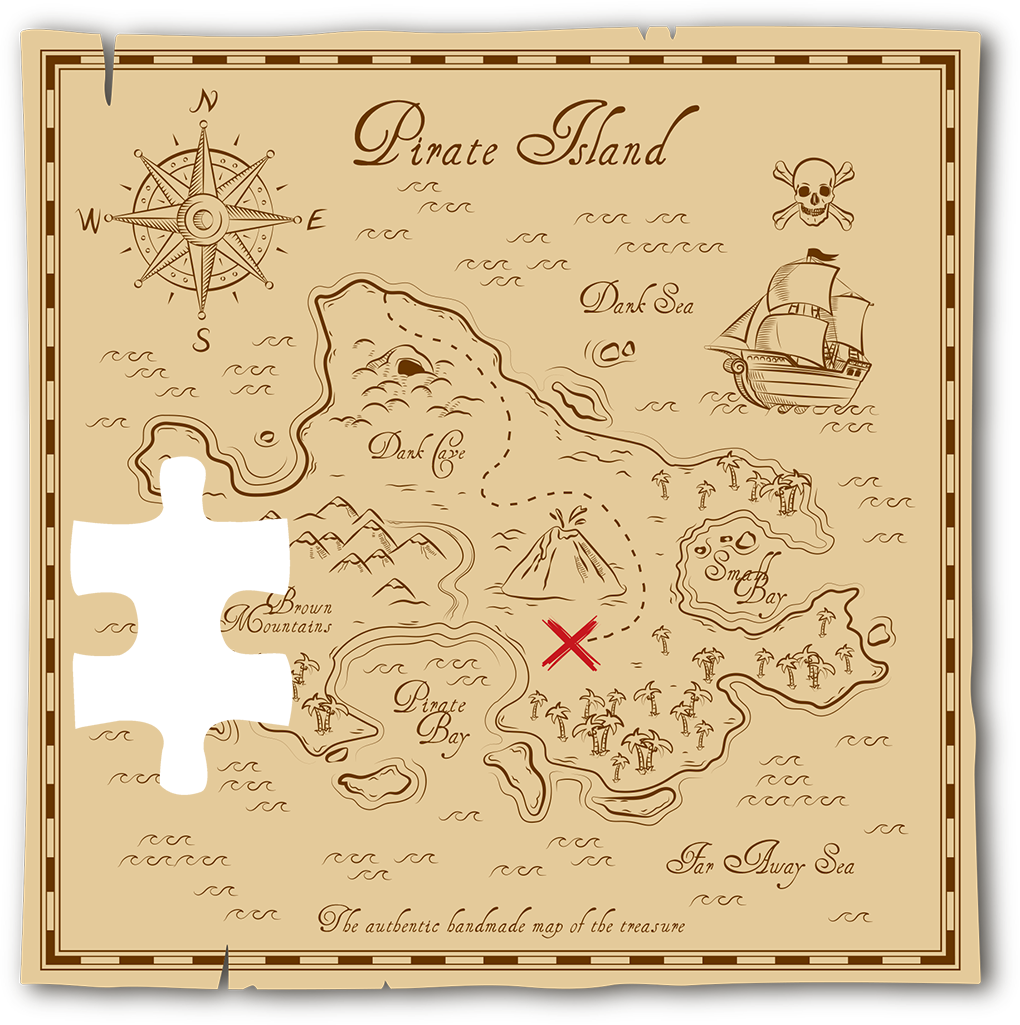 N
Pirate Island
W
E
S
Dark Sea
Dark Cave
Small
Bay
Brown
Mountains
Pirate
Bay
Far Away Sea
The authentic handmade map of the treasure